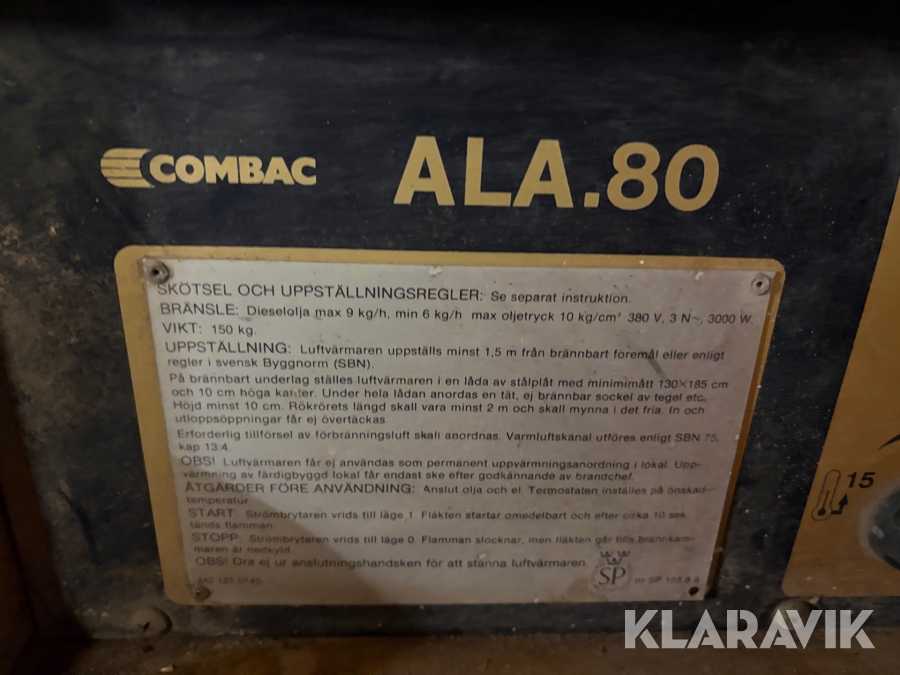 COMBAC
ALA.80
SKÖTSEL OCH UPPSTÄLLNINGSREGLER: Se separat instruktion.
BRÄNSLE: Dieselolja max 9 kg/h, min 6 kg/h max oljetryck 10 kg/cm² 380 V, 3 N~, 3000 W.
VIKT: 150 kg.
UPPSTÄLLNING: Luftvärmaren uppställs minst 1,5 m från brännbart föremål eller enligt
regler i svensk Byggnorm (SBN).
På brännbart underlag ställes luftvärmaren i en låda av stålplåt med minimimått 130×185 cm
och 10 cm höga kanter. Under hela lådan anordas en tät, ej brännbar sockel av tegel etc.
Höjd minst 10 cm. Rökrörets längd skall vara minst 2 m och skall mynna i det fria. In och
utloppsöppningar får ej övertäckas.
Erforderlig tillförsel av förbränningsluft skall anordnas. Varmluftskanal utföres enligt SBN 75,
kap 13:4.
OBS! Luftvärmaren får ej användas som permanent uppvärmningsanordning i lokal. Upp-
värmning av färdigbyggd lokal får endast ske efter godkännande av brandchef.
ÅTGÄRDER FÖRE ANVÄNDNING: Anslut olja och el. Termostaten installes på önskad
temperatur.
START: Strömbrytaren vrids till läge 1. Fläkten startar omedelbart och efter cirka 10 sek.
tänds flamman.
STOPP: Strömbrytaren vrids till läge 0. Flamman slocknar, men fläkten går tills brännkam-
maren är nedkyld.
OBS! Dra ej ur anslutningshandsken för att stanna luftvärmaren.
SP
15
KLARAVIK